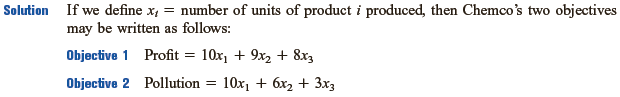 Solution If we define xᵢ = number of units of product i produced, then Chemco's two objectives
may be written as follows:
Objective 1 Profit = 10x₁ + 9x₂ + 8x₃
Objective 2 Pollution = 10x₁ + 6x₂ + 3x₃